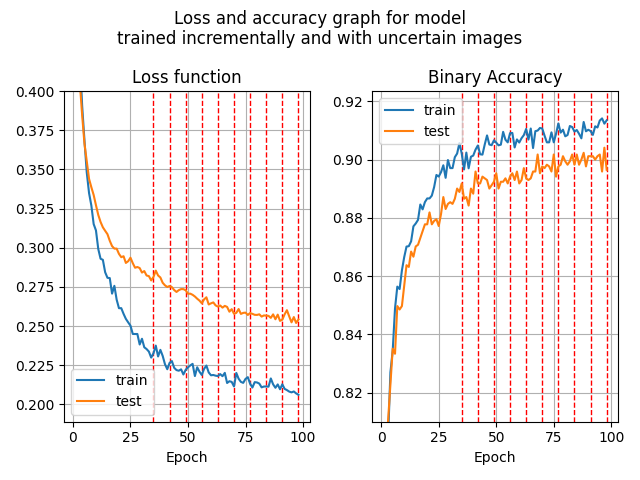 Loss and accuracy graph for model
trained incrementally and with uncertain images
Loss function
0.400
0.375
0.350
0.325
0.300
0.275
0.250
0.225
0.200
train
test
0
25
50
75
100
Epoch
Binary Accuracy
0.92
0.90
0.88
0.86
0.84
0.82
train
test
0
25
50
75
100
Epoch